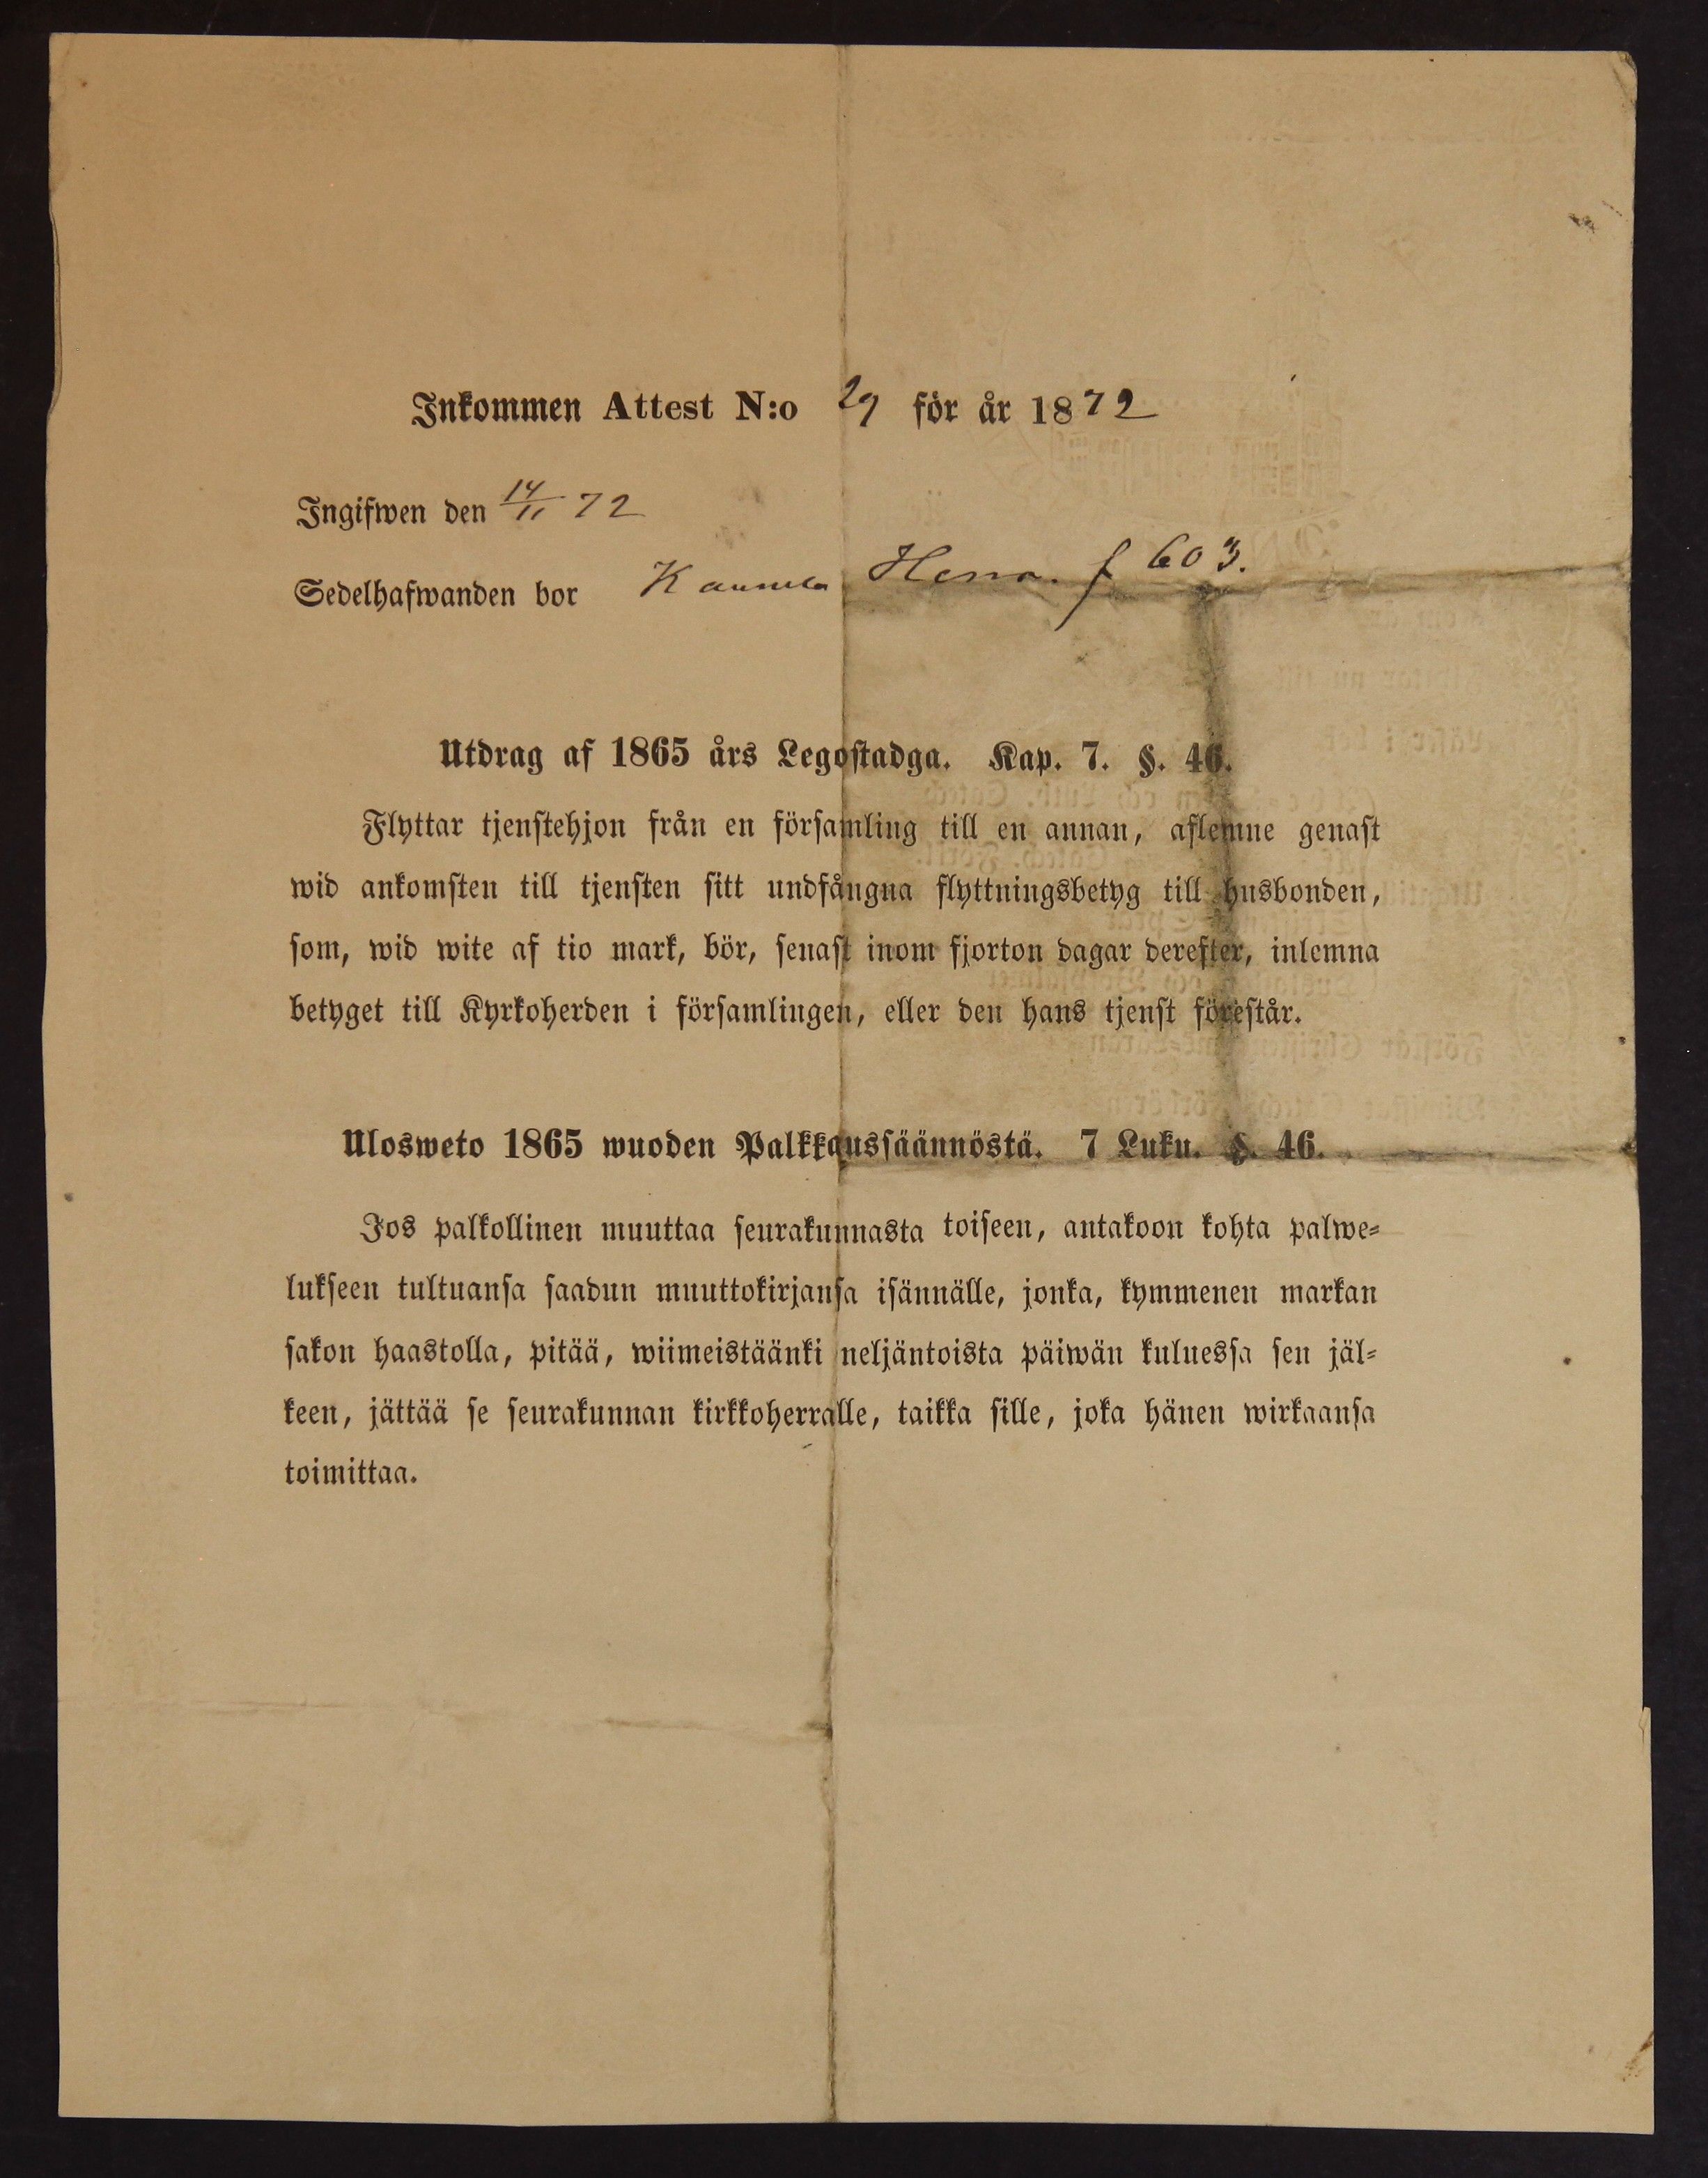 Inkommen Attest N:o 29 för år 1872
Ingifwen den 14/11 72
Sedelhafwanden bor Kaunela Henn. f 603.
Utdrag af 1865 års Legostadga. Kap. 7. §. 46.
Flyttar tjenstehjon från en församling till en annan, aflemne genast
wid ankomsten till tjensten sitt undfångna flyttningsbetyg till husbonden,
som, wid wite af tio mark, bör, senast inom fjorton dagar derefter, inlemna
betyget till Kyrkoherden i församlingen, eller den hans tjenst förestår.
Ulosweto 1865 wuoden Palkkaussäännöstä. 7 Luku. §. 46.
Jos palkollinen muuttaa seurakunnasta toiseen, antakoon kohta palwe=
lukseen tultuansa saadun muuttokirjansa isännälle, jonka, kymmenen markan
sakon haastolla, pitää, wiimeistäänki neljäntoista päiwän kuluessa sen jäl=
keen, jättää se seurakunnan kirkkoherralle, taikka sille, joka hänen wirkaansa
toimittaa.